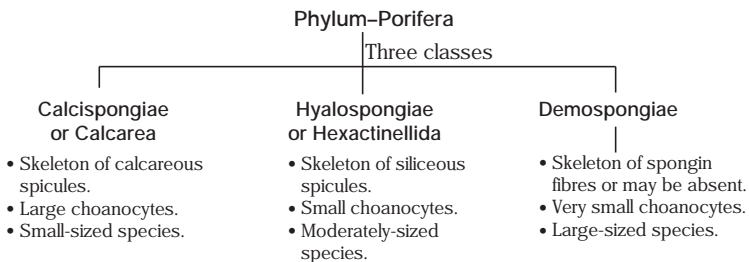 Phylum–Porifera
Three classes
Calcispongiae
or Calcarea
• Skeleton of calcareous
spicules.
• Large choanocytes.
• Small-sized species.
Hyalospongiae
or Hexactinellida
• Skeleton of siliceous
spicules.
• Small choanocytes.
• Moderately-sized
species.
Demospongiae
• Skeleton of spongin
fibres or may be absent.
• Very small choanocytes.
• Large-sized species.